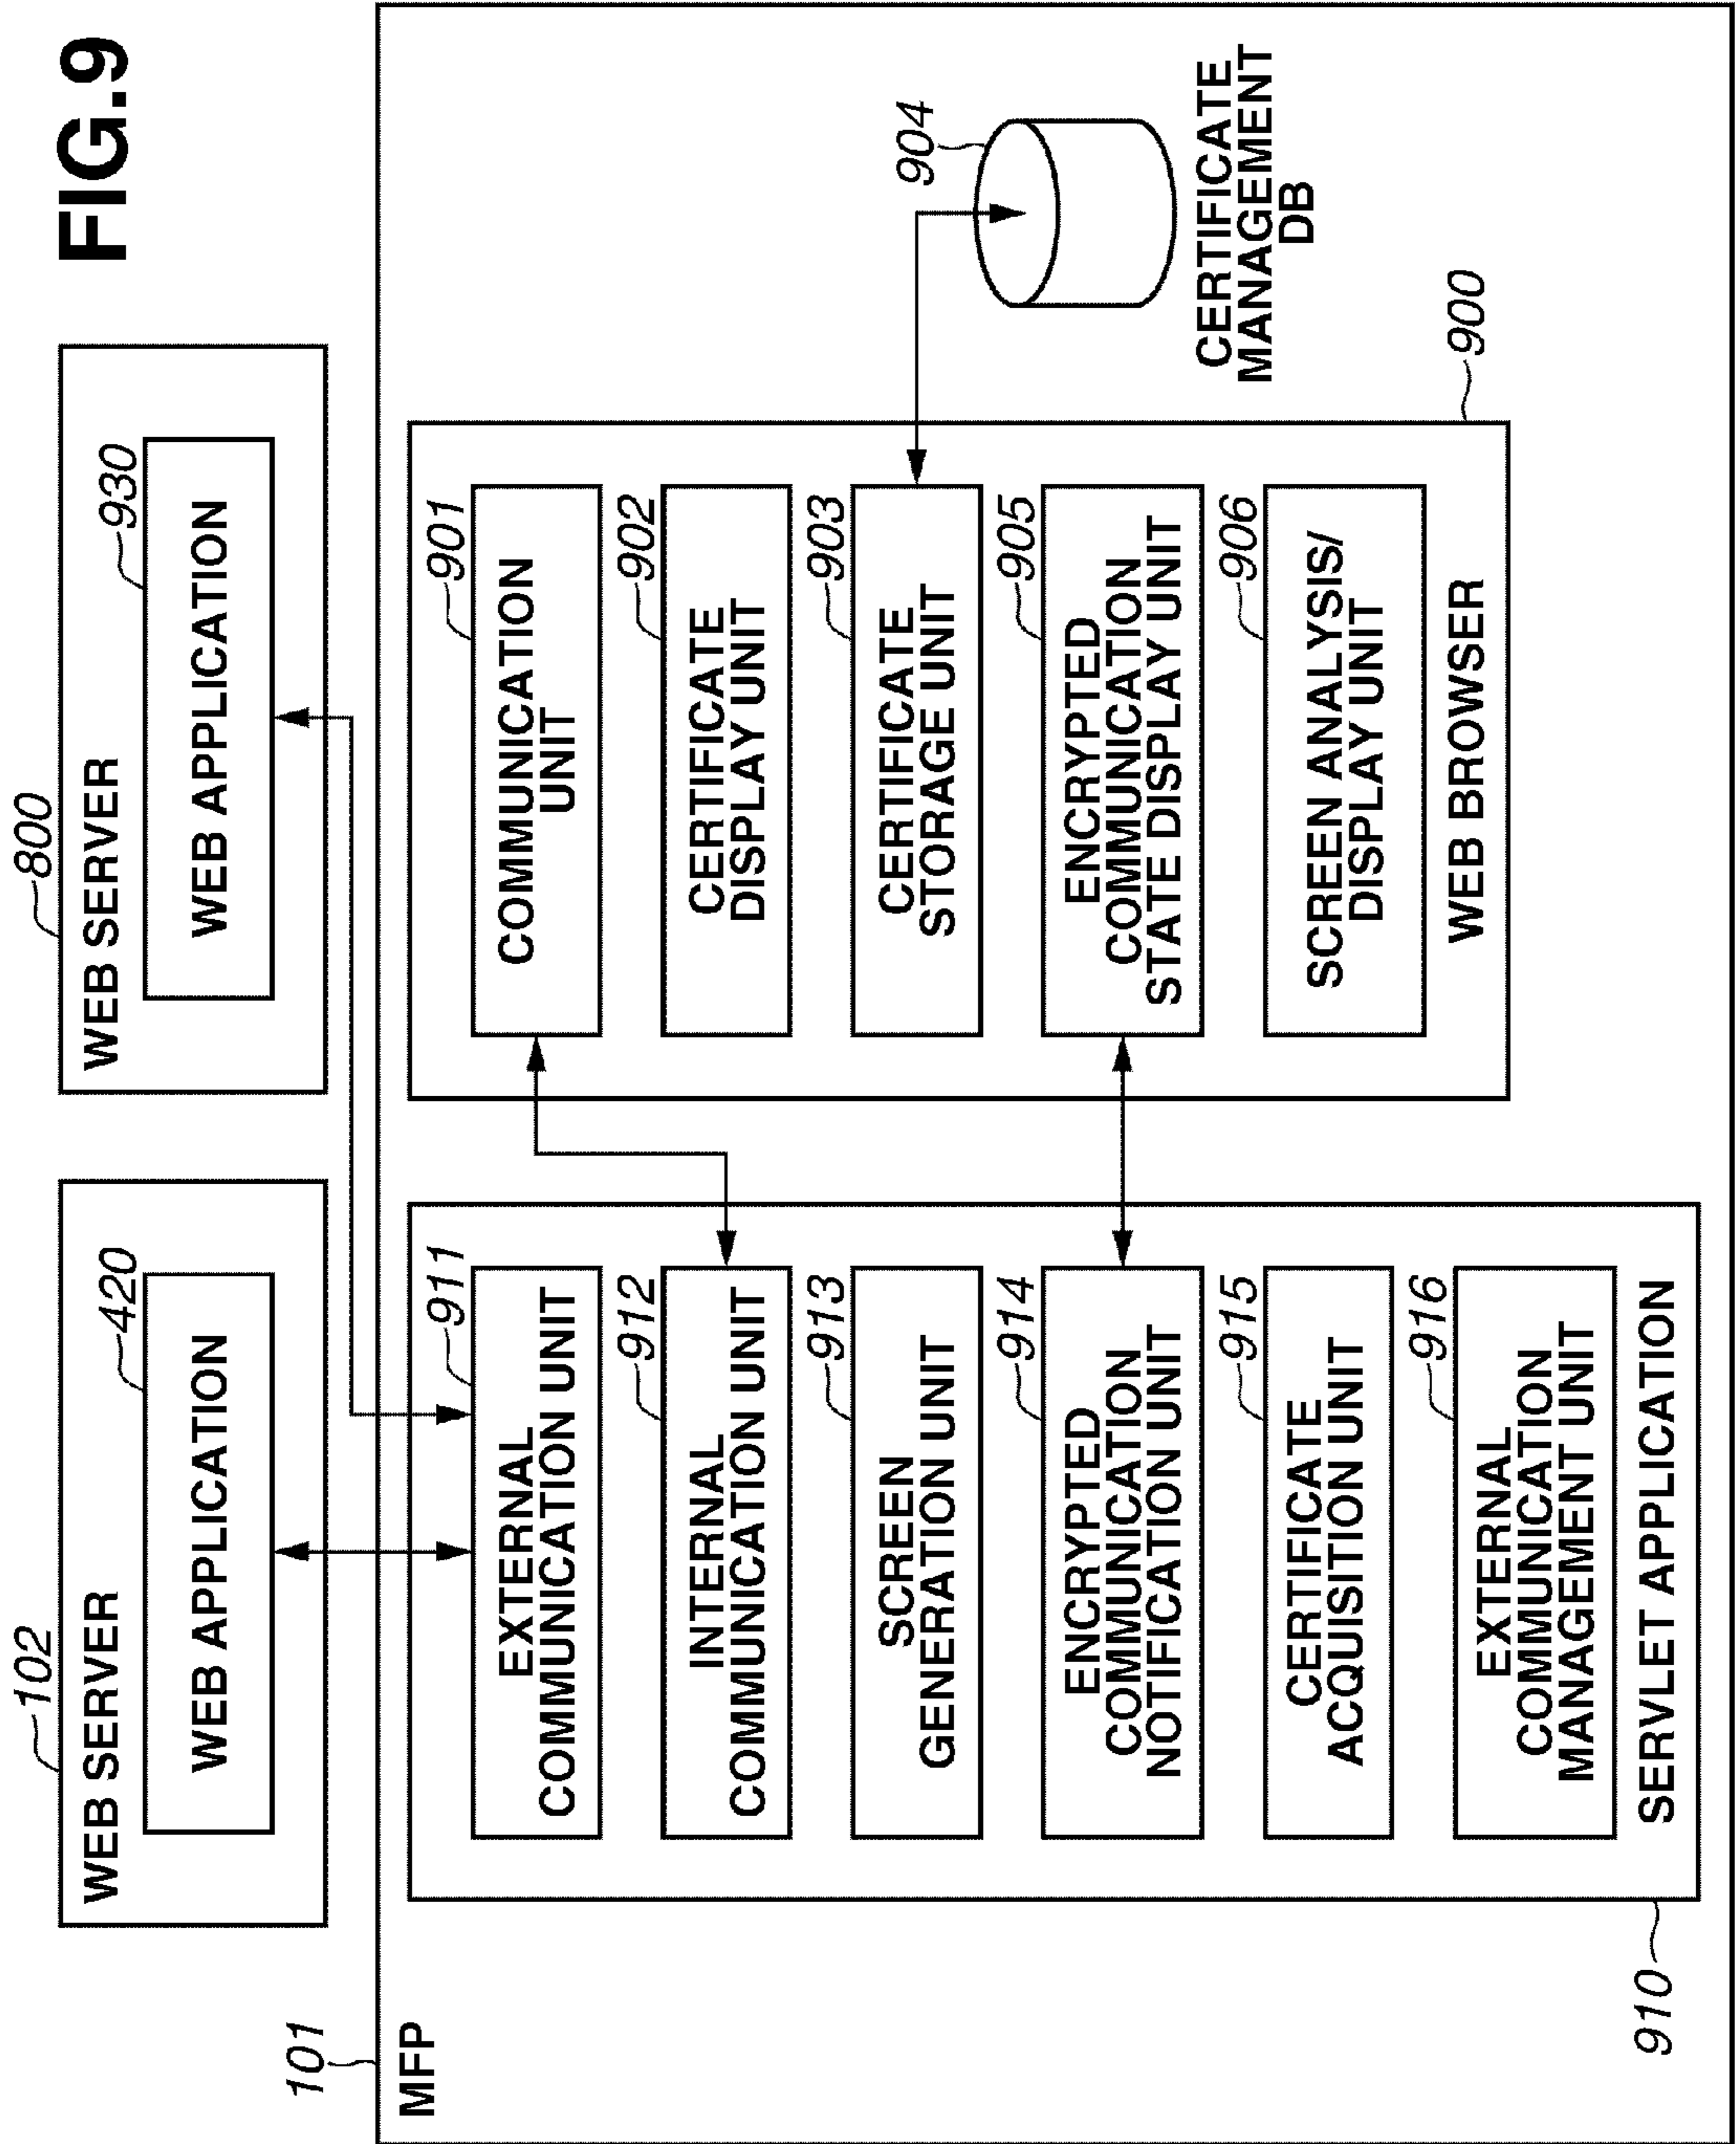 FIG.9
102
WEB SERVER
420
WEB APPLICATION
800
WEB SERVER
930
WEB APPLICATION
101
MFP
911
EXTERNAL
COMMUNICATION UNIT
912
INTERNAL
COMMUNICATION UNIT
913
SCREEN
GENERATION UNIT
914
ENCRYPTED
COMMUNICATION
NOTIFICATION UNIT
915
CERTIFICATE
ACQUISITION UNIT
916
EXTERNAL
COMMUNICATION
MANAGEMENT UNIT
SERVLET APPLICATION
910
901
COMMUNICATION
UNIT
902
CERTIFICATE
DISPLAY UNIT
903
CERTIFICATE
STORAGE UNIT
905
ENCRYPTED
COMMUNICATION
STATE DISPLAY UNIT
906
SCREEN ANALYSIS/
DISPLAY UNIT
WEB BROWSER
900
904
CERTIFICATE
MANAGEMENT
DB